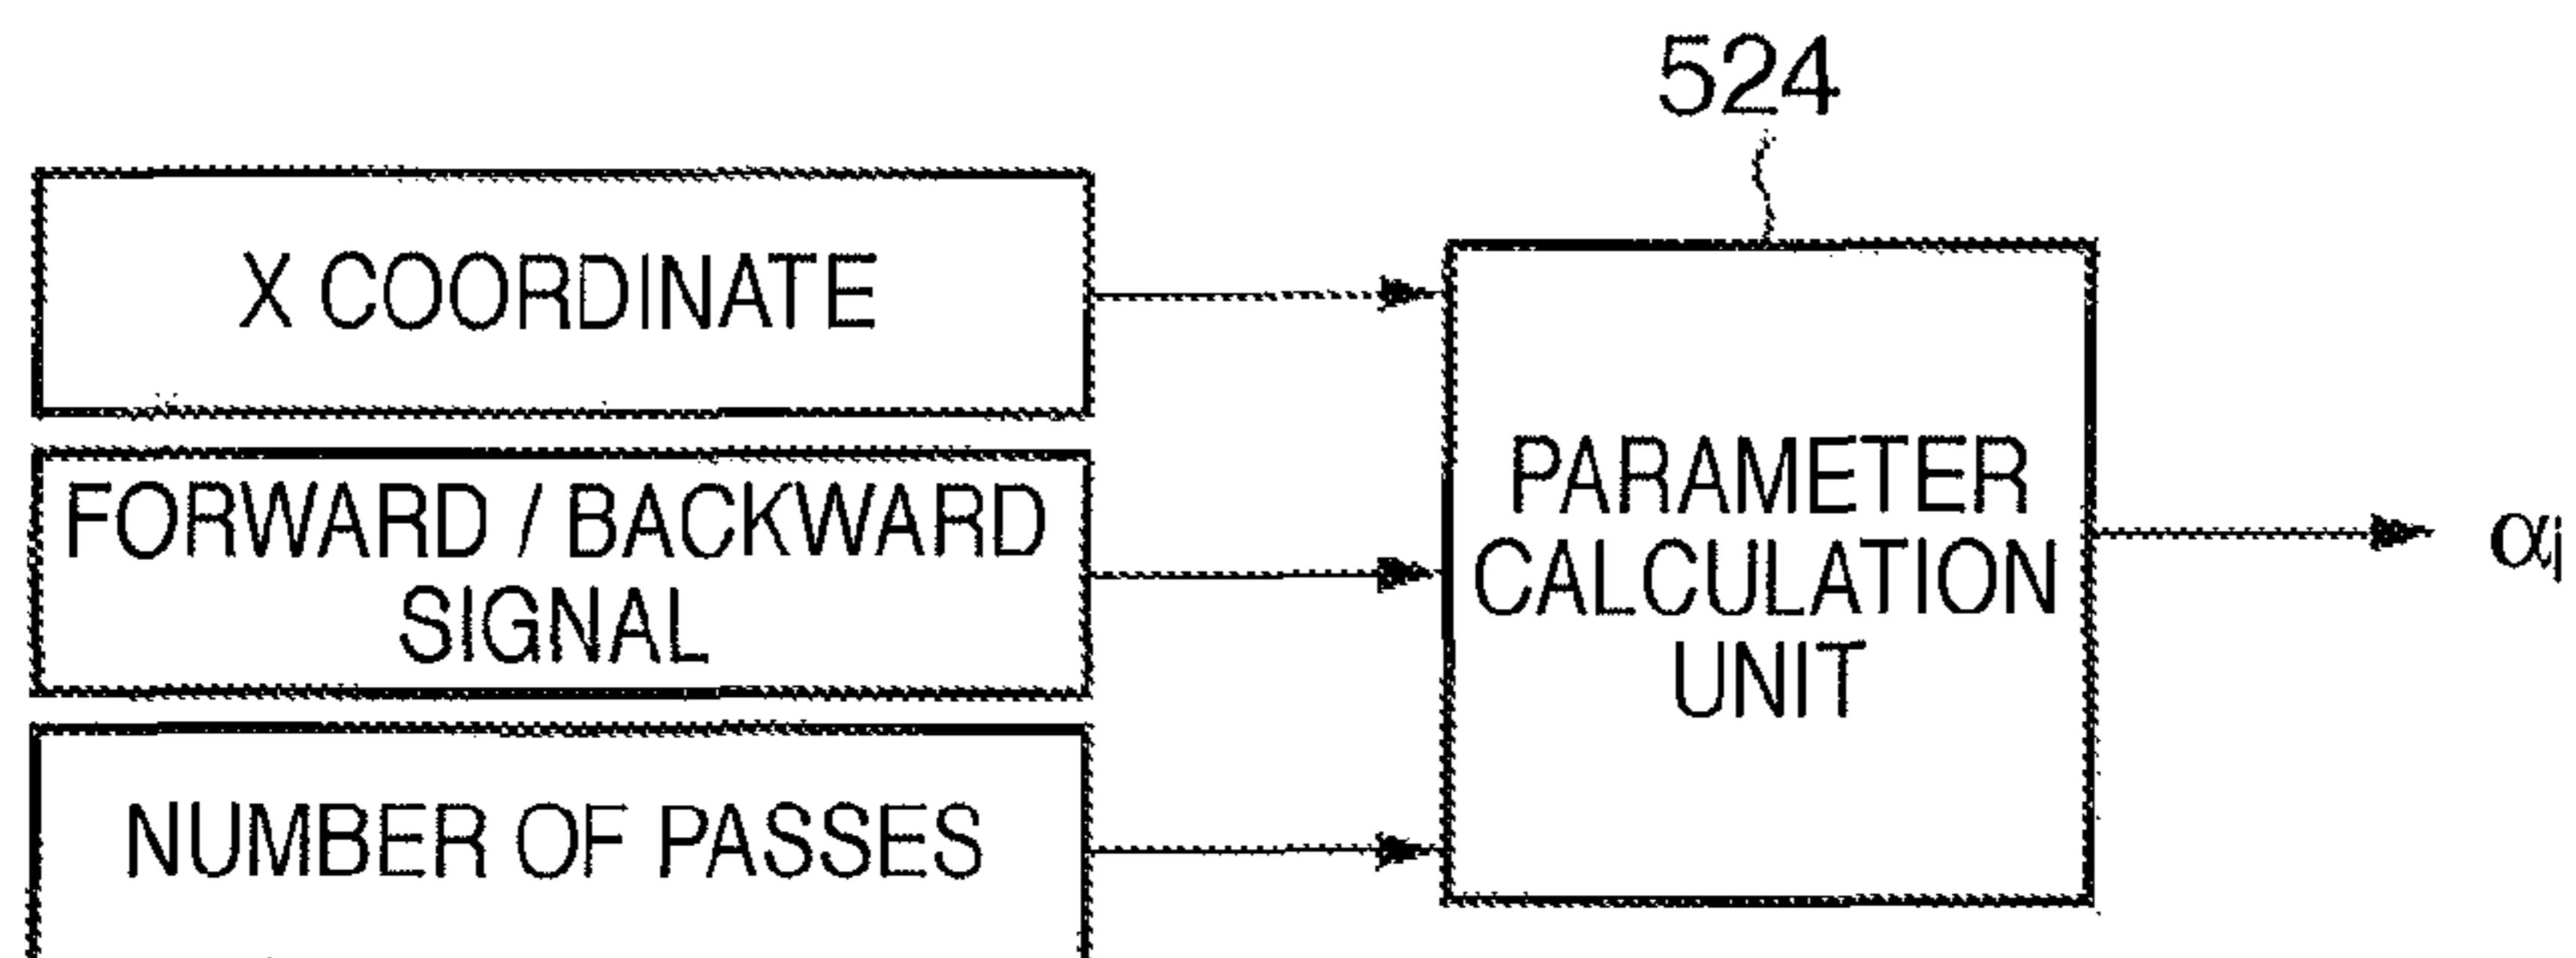 524
X COORDINATE
FORWARD / BACKWARD
SIGNAL
NUMBER OF PASSES
PARAMETER
CALCULATION
UNIT
αj